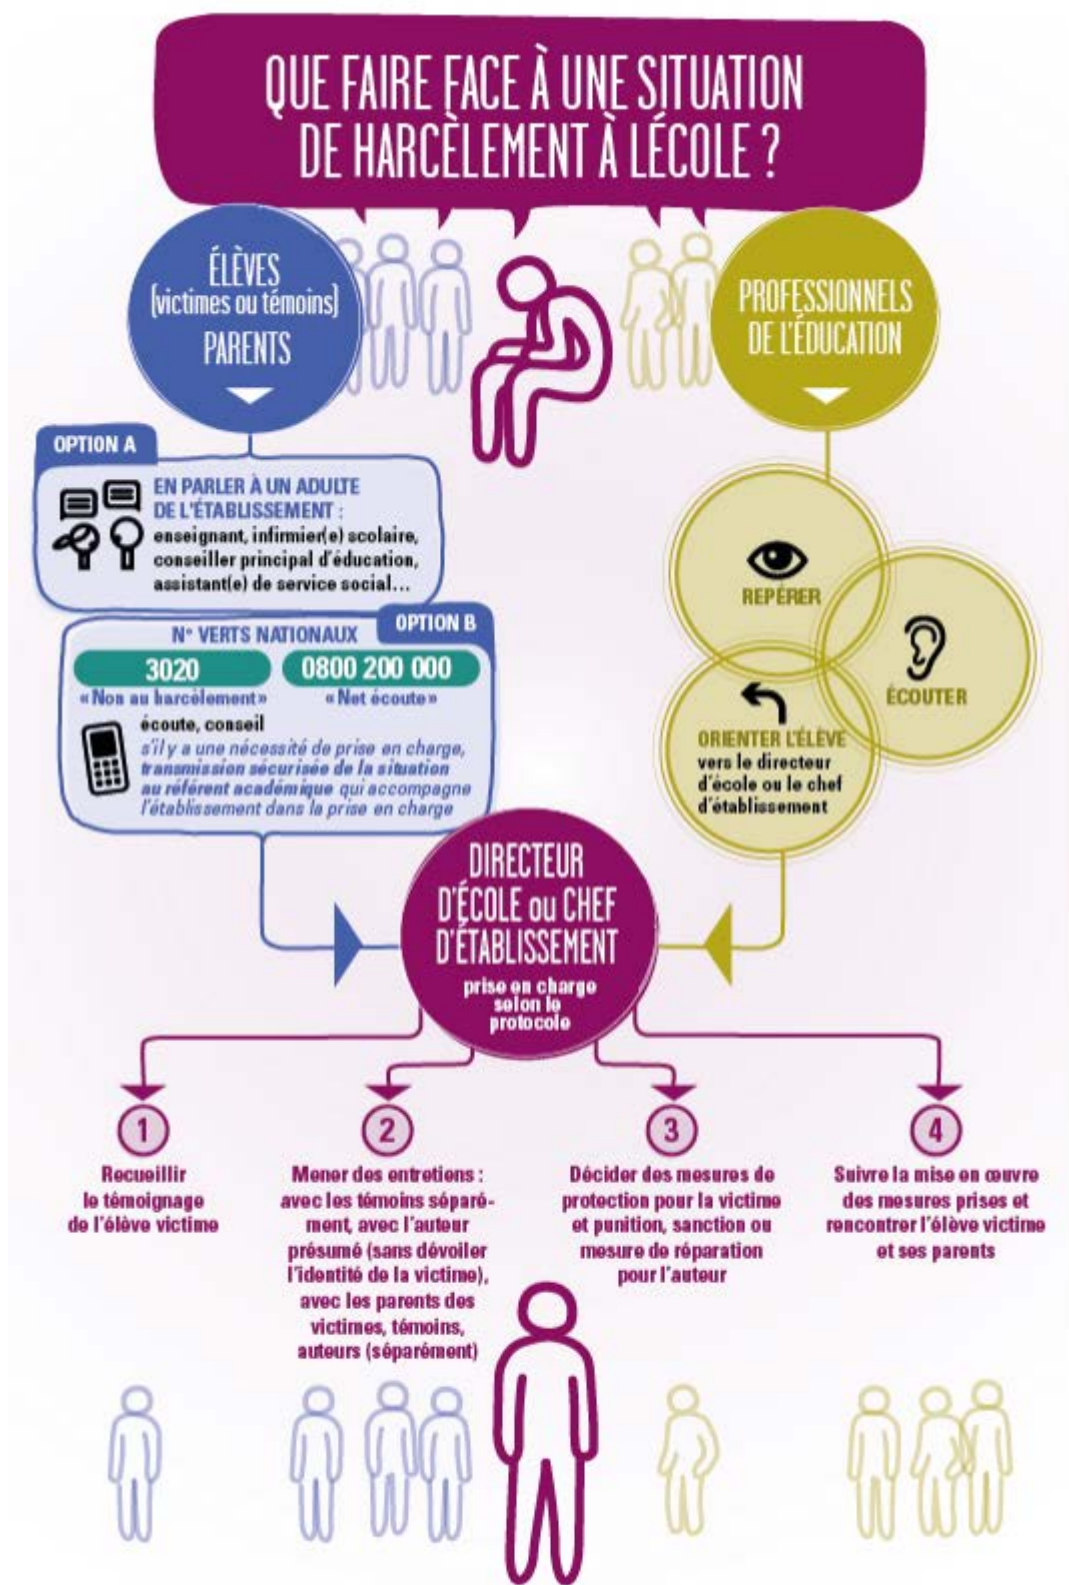 QUE FAIRE FACE À UNE SITUATION
DE HARCÈLEMENT À LÉCOLE ?
ÉLÈVES
(victimes ou témoins)
PARENTS
PROFESSIONNELS
DE L'ÉDUCATION
OPTION A
EN PARLER À UN ADULTE
DE L'ÉTABLISSEMENT :
enseignant, infirmier(e) scolaire,
conseiller principal d'éducation,
assistant(e) de service social...
OPTION B
N° VERTS NATIONAUX
3020
«Non au harcèlement»
0800 200 000
«Net écoute»
écoute, conseil
s'il y a une nécessité de prise en charge,
transmission sécurisée de la situation
au référent académique qui accompagne
l'établissement dans la prise en charge
REPÉRER
ÉCOUTER
ORIENTER L'ÉLÈVE
vers le directeur
d'école ou le chef
d'établissement
DIRECTEUR
D'ÉCOLE ou CHEF
D'ÉTABLISSEMENT
prise en charge
selon le
protocole
1
Recueillir
le témoignage
de l'élève victime
2
Mener des entretiens :
avec les témoins séparé-
ment, avec l'auteur
présumé (sans dévoiler
l'identité de la victime),
avec les parents des
victimes, témoins,
auteurs (séparément)
3
Décider des mesures de
protection pour la victime
et punition, sanction ou
mesure de réparation
pour l'auteur
4
Suivre la mise en œuvre
des mesures prises et
rencontrer l'élève victime
et ses parents